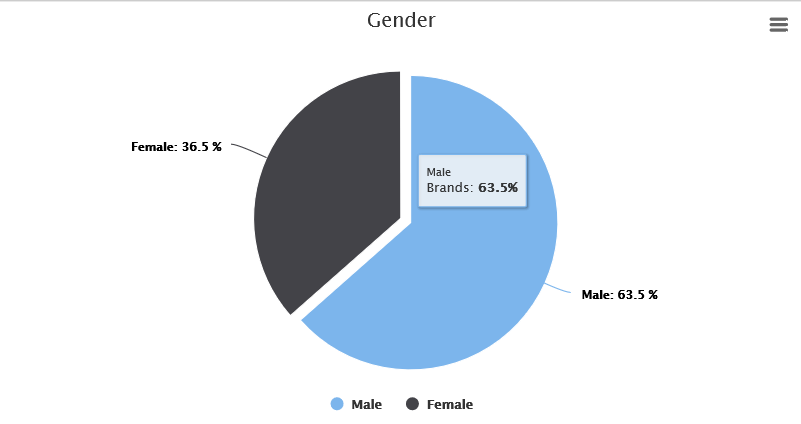 Gender
Female: 36.5 %
Male
Brands: 63.5%
Male: 63.5 %
Male
Female